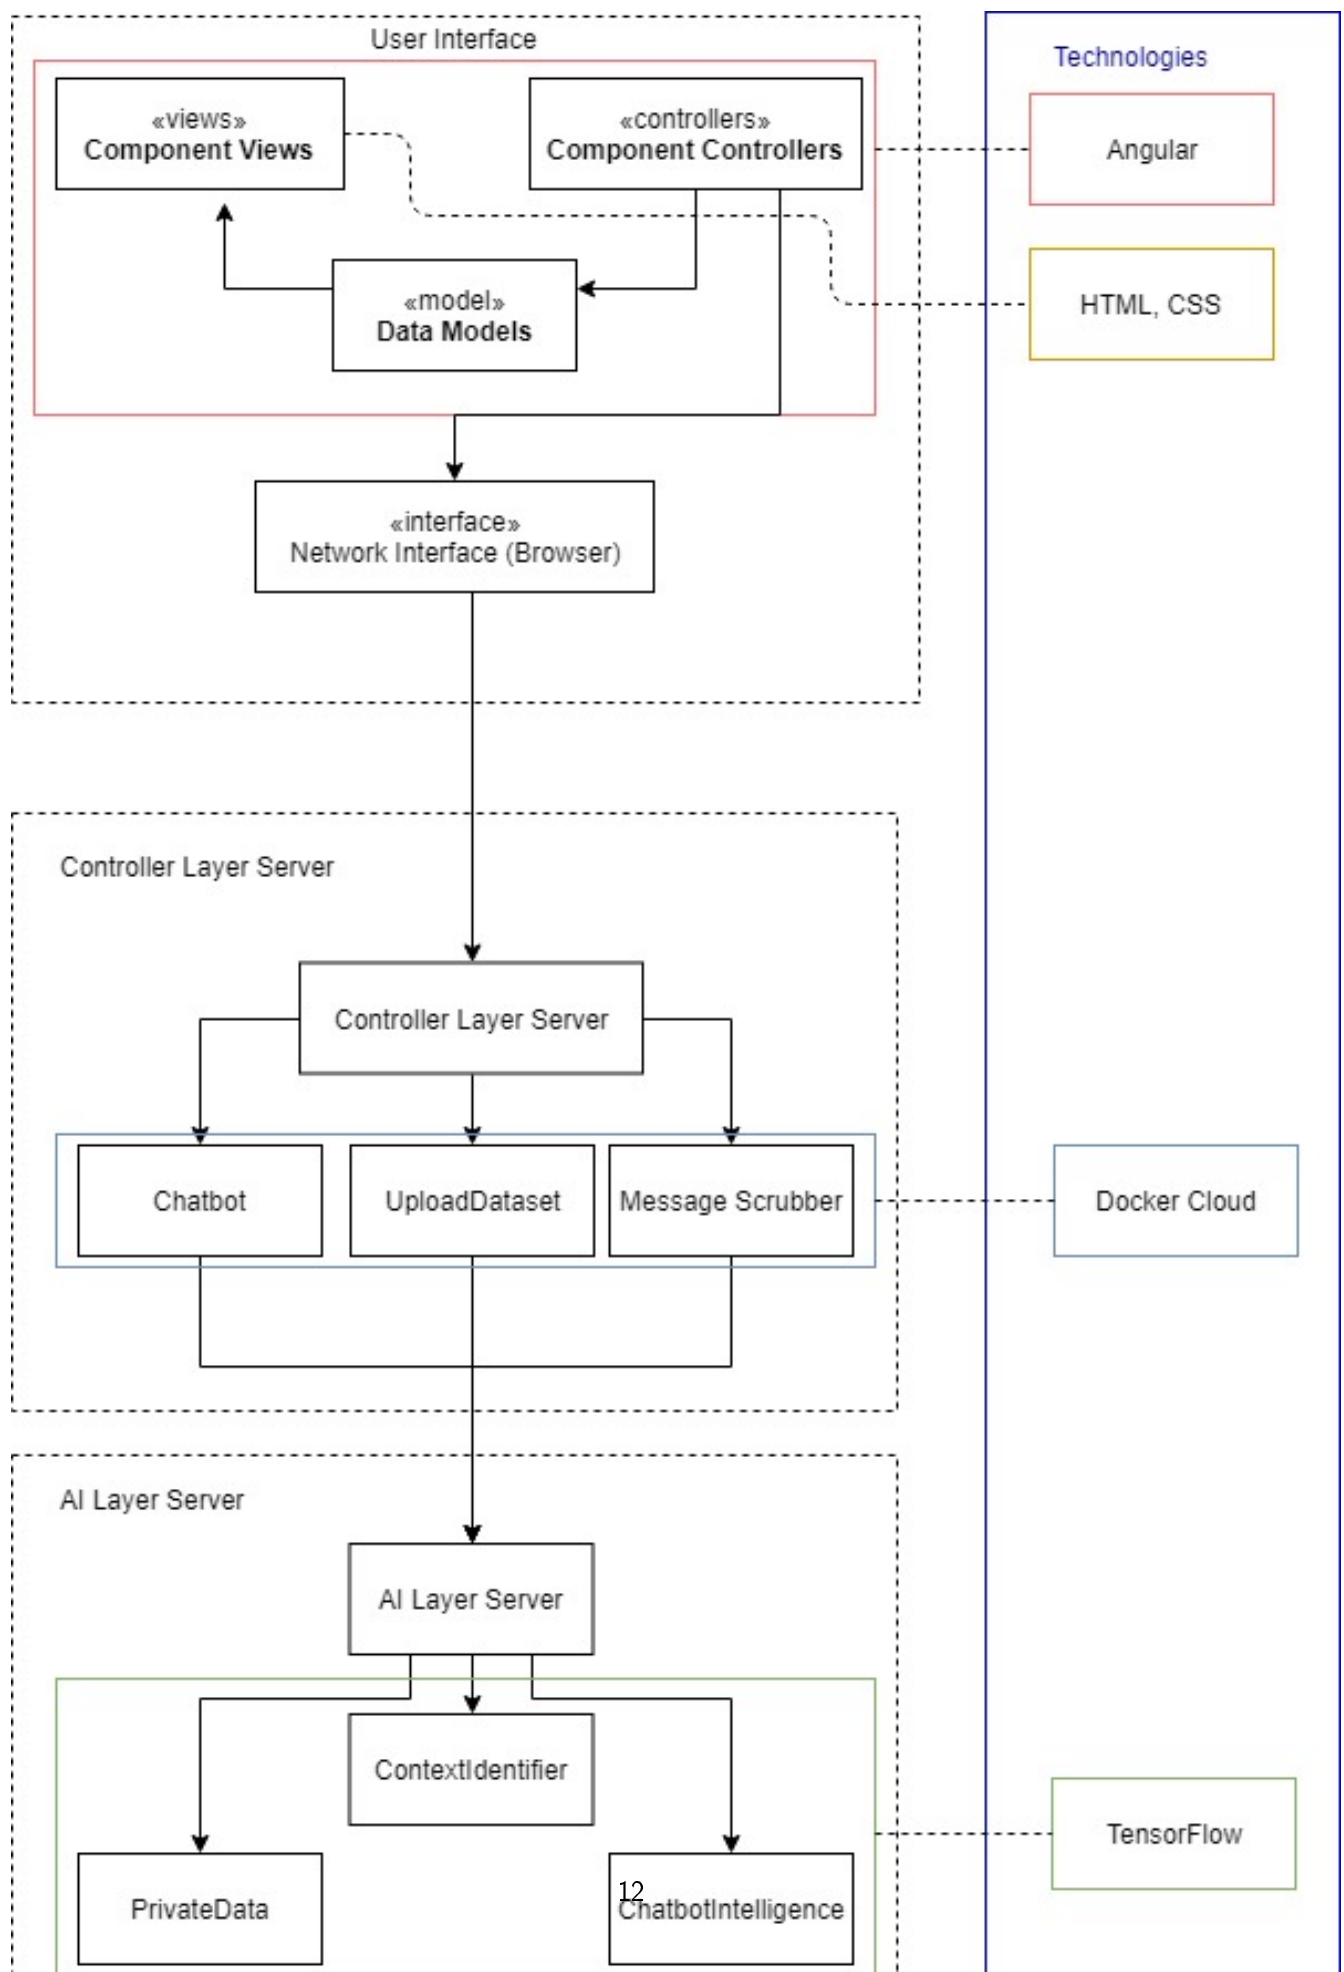 User Interface
Technologies
«views»
Component Views
«controllers»
Component Controllers
Angular
«model»
Data Models
HTML, CSS
«interface»
Network Interface (Browser)
Controller Layer Server
Controller Layer Server
Chatbot
UploadDataset
Message Scrubber
Docker Cloud
AI Layer Server
AI Layer Server
ContextIdentifier
TensorFlow
PrivateData
12
ChatbotIntelligence